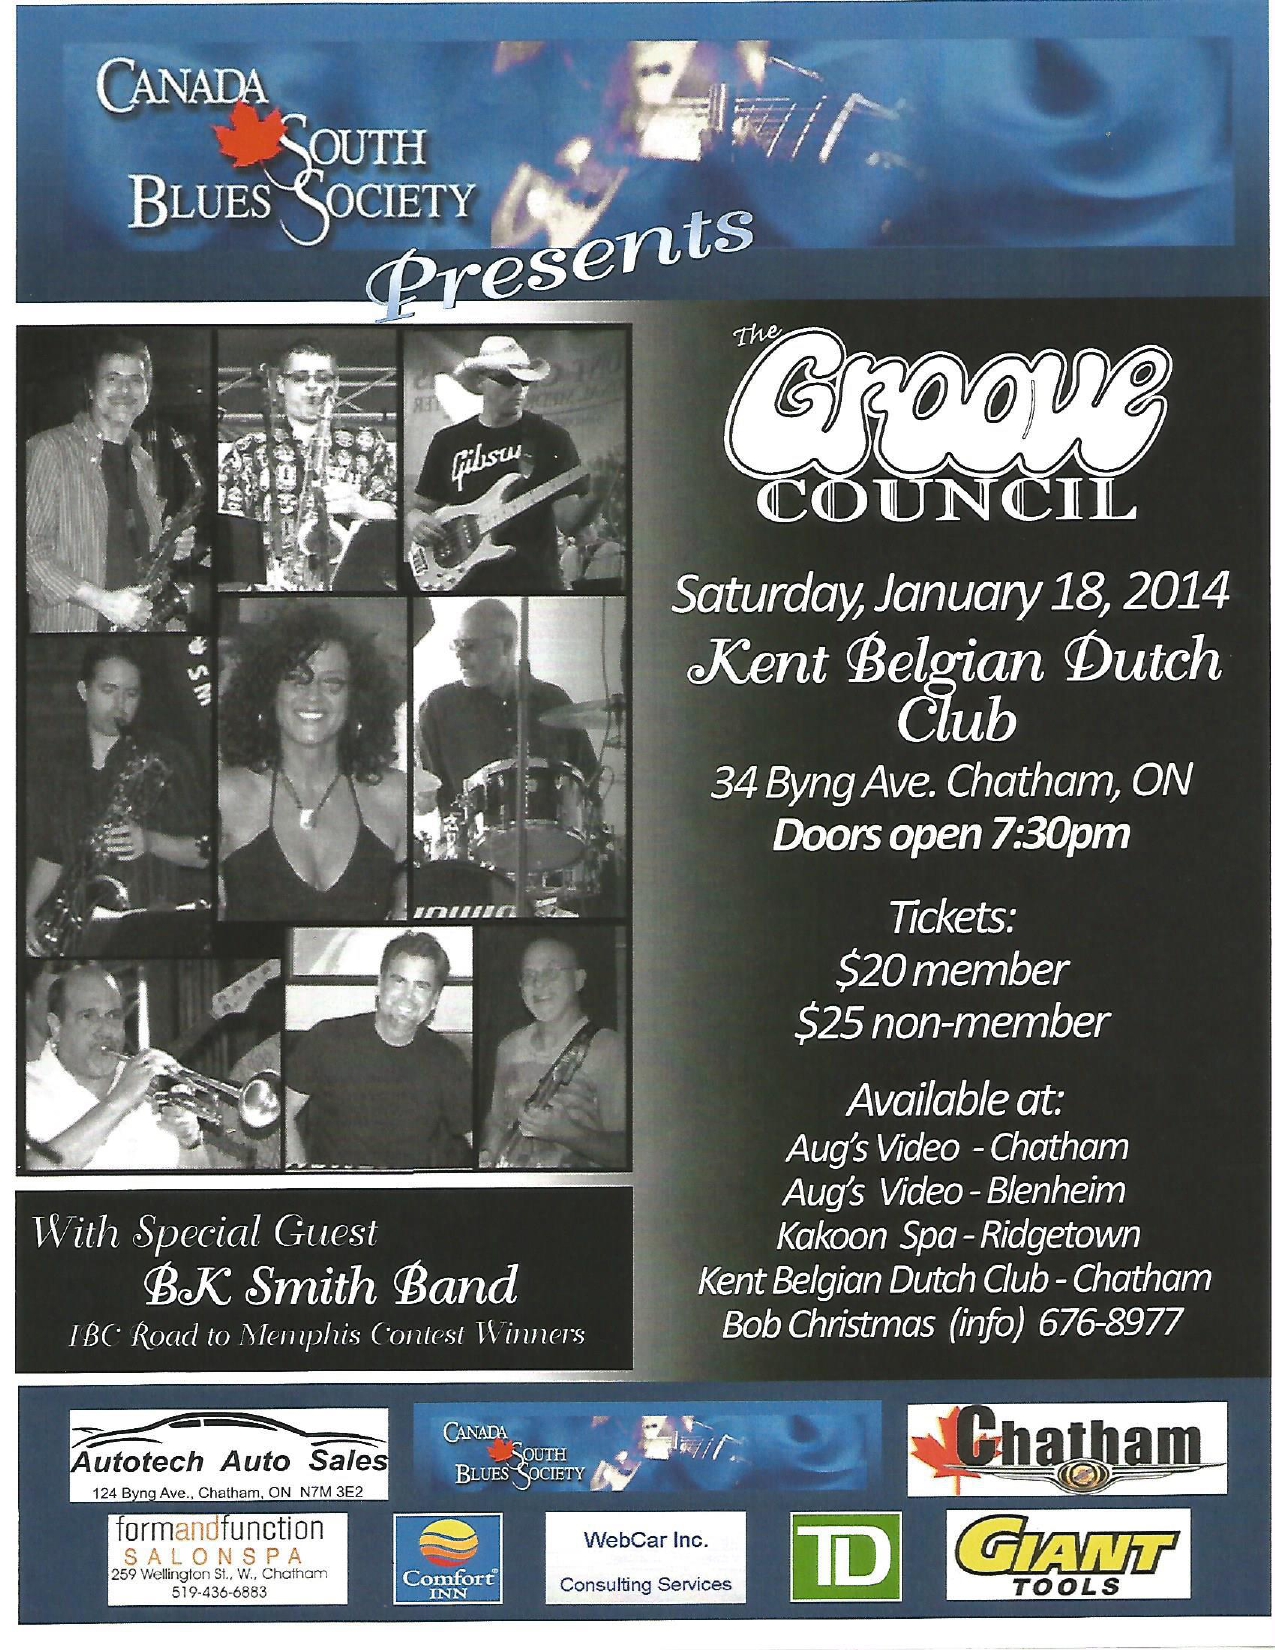 CANADA
SOUTH
BLUES SOCIETY
Presents
The
Groove
COUNCIL
Saturday, January 18, 2014
Kent Belgian Dutch
Club
34 Byng Ave. Chatham, ON
Doors open 7:30pm
Tickets:
$20 member
$25 non-member
Available at:
Aug's Video - Chatham
Aug's Video - Blenheim
Kakoon Spa - Ridgetown
Kent Belgian Dutch Club - Chatham
Bob Christmas (info) 676-8977
Gibson
With Special Guest
BK Smith Band
IBC Road to Memphis Contest Winners
Autotech Auto Sales
124 Byng Ave., Chatham, ON N7M 3E2
CANADA
SOUTH
BLUES SOCIETY
Chatham
formandfunction
SALONSPA
259 Wellington St., W., Chatham
519-436-6883
Comfort
INN
WebCar Inc.
Consulting Services
TD
GIANT
TOOLS